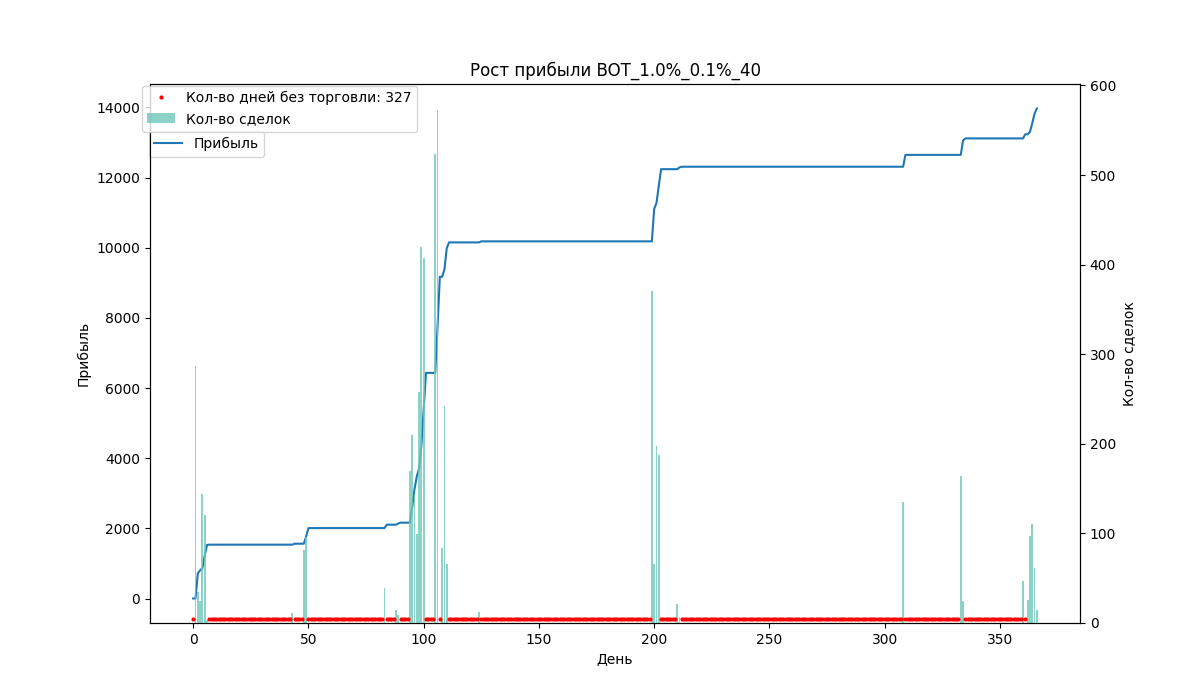 Рост прибыли BOT_1.0%_0.1%_40
Кол-во дней без торговли: 327
Кол-во сделок
Прибыль
14000
12000
10000
8000
6000
4000
2000
0
Прибыль
600
500
400
300
200
100
0
Кол-во сделок
0 50 100 150 200 250 300 350
День